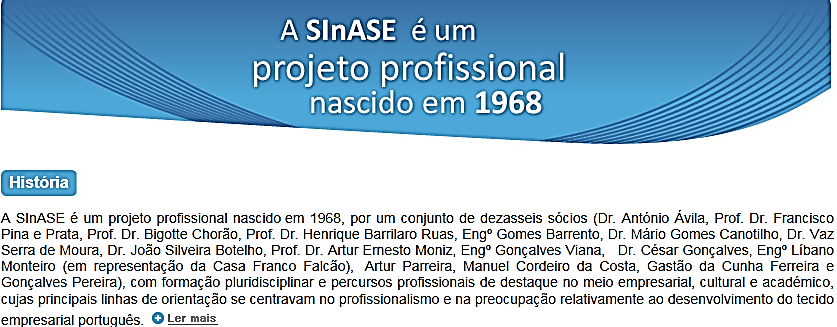 A SInASE é um
projeto profissional
nascido em 1968
História
A SInASE é um projeto profissional nascido em 1968, por um conjunto de dezasseis sócios (Dr. António Ávila, Prof. Dr. Francisco
Pina e Prata, Prof. Dr. Bigotte Chorão, Prof. Dr. Henrique Barrilaro Ruas, Engº Gomes Barrento, Dr. Mário Gomes Canotilho, Dr. Vaz
Serra de Moura, Dr. João Silveira Botelho, Prof. Dr. Artur Ernesto Moniz, Engº Gonçalves Viana, Dr. César Gonçalves, Engº Líbano
Monteiro (em representação da Casa Franco Falcão), Artur Parreira, Manuel Cordeiro da Costa, Gastão da Cunha Ferreira e
Gonçalves Pereira), com formação pluridisciplinar e percursos profissionais de destaque no meio empresarial, cultural e académico,
cujas principais linhas de orientação se centravam no profissionalismo e na preocupação relativamente ao desenvolvimento do tecido
empresarial português. Ler mais